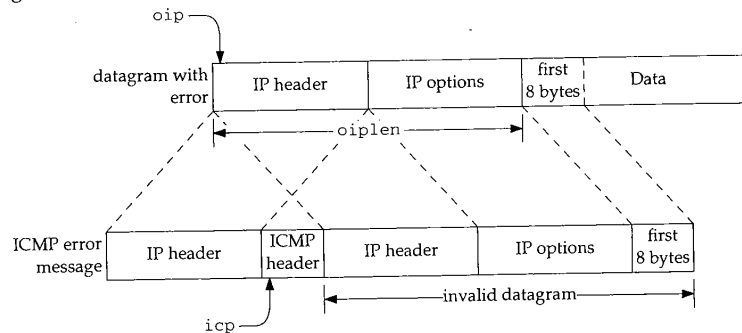 oip
datagram with
error
IP header
IP options
first
8 bytes
Data
oiplen
ICMP error
message
IP header
ICMP
header
IP header
IP options
first
8 bytes
invalid datagram
icp